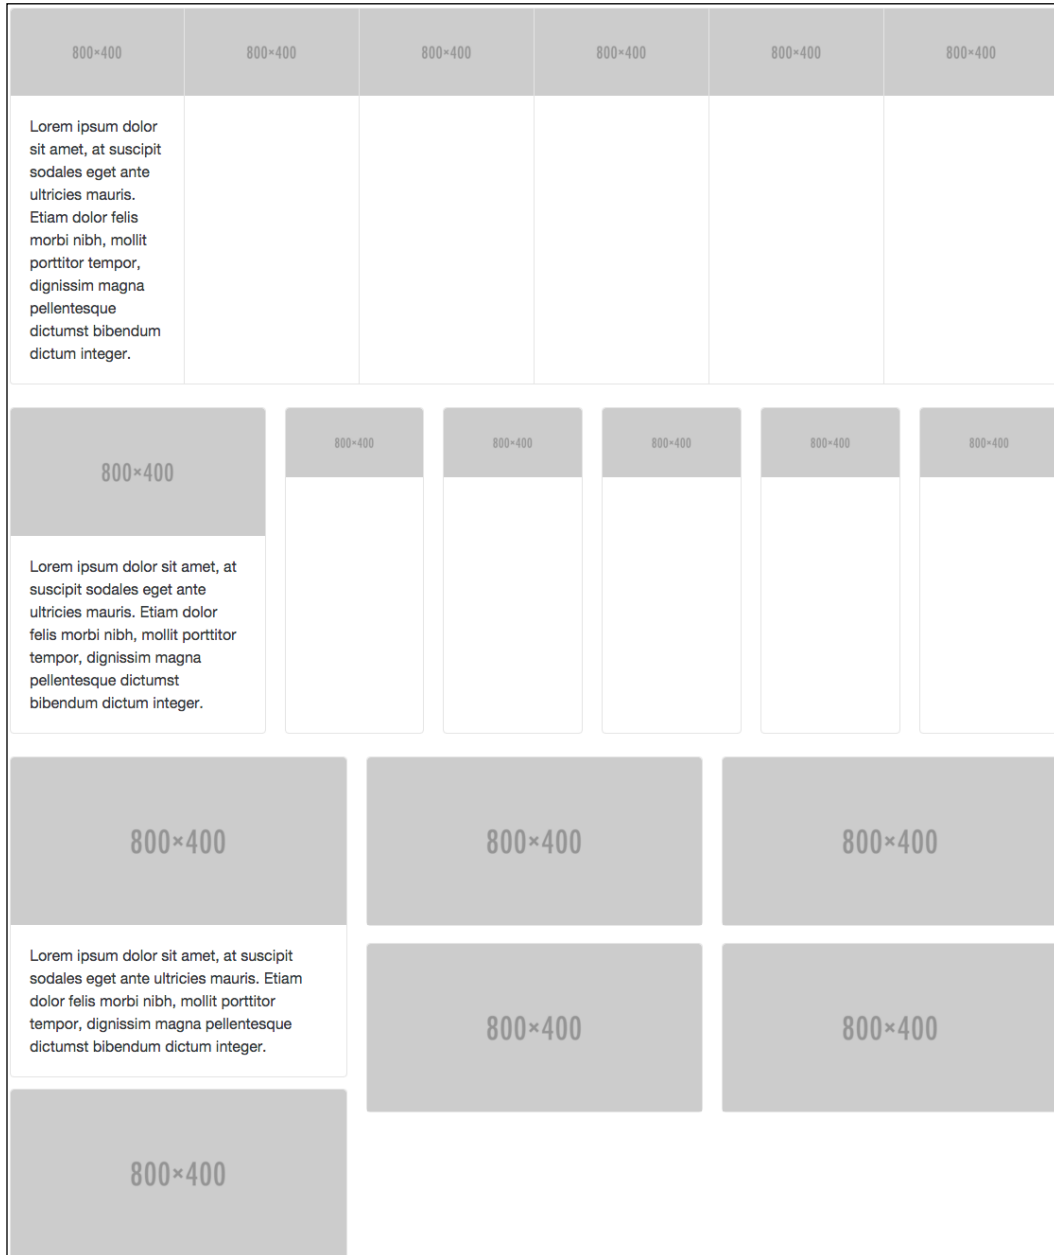 800×400
800×400
800×400
800×400
800×400
800×400
Lorem ipsum dolor
sit amet, at suscipit
sodales eget ante
ultricies mauris.
Etiam dolor felis
morbi nibh, mollit
porttitor tempor,
dignissim magna
pellentesque
dictumst bibendum
dictum integer.
800×400
800×400
800×400
800×400
800×400
800×400
Lorem ipsum dolor sit amet, at
suscipit sodales eget ante
ultricies mauris. Etiam dolor
felis morbi nibh, mollit porttitor
tempor, dignissim magna
pellentesque dictumst
bibendum dictum integer.
800×400
800×400
800×400
Lorem ipsum dolor sit amet, at suscipit
sodales eget ante ultricies mauris. Etiam
dolor felis morbi nibh, mollit porttitor
tempor, dignissim magna pellentesque
dictumst bibendum dictum integer.
800×400
800×400
800×400